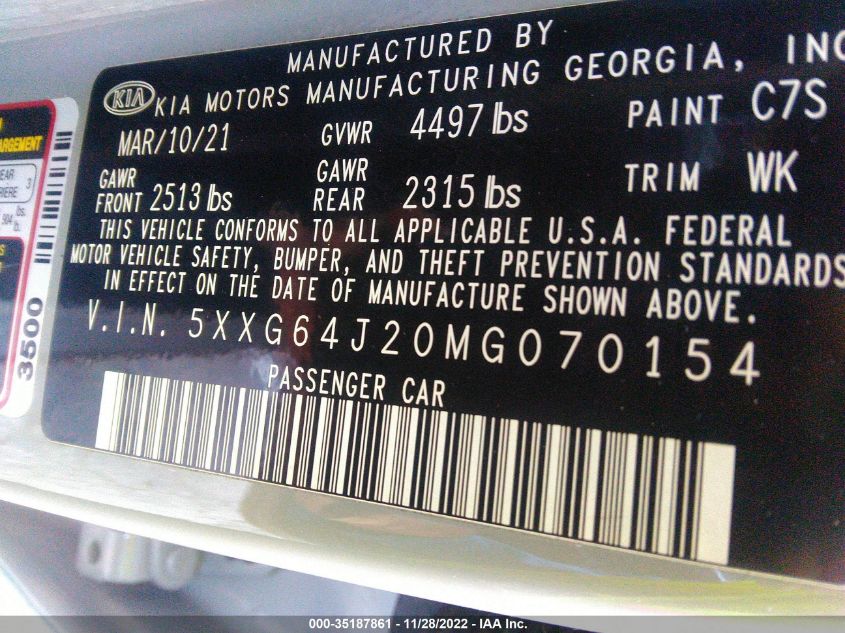 MANUFACTURED BY
KIA KIA MOTORS MANUFACTURING GEORGIA, INC
MAR/10/21 GVWR 4497 lbs PAINT C7S
GAWR FRONT 2513 lbs GAWR REAR 2315 lbs TRIM WK
THIS VEHICLE CONFORMS TO ALL APPLICABLE U.S.A. FEDERAL
MOTOR VEHICLE SAFETY, BUMPER, AND THEFT PREVENTION STANDARDS
IN EFFECT ON THE DATE OF MANUFACTURE SHOWN ABOVE.
V.I.N. 5XXG64J20MG070154
PASSENGER CAR
3
504 lbs.
3500
000-35187861 - 11/28/2022 - IAA Inc.